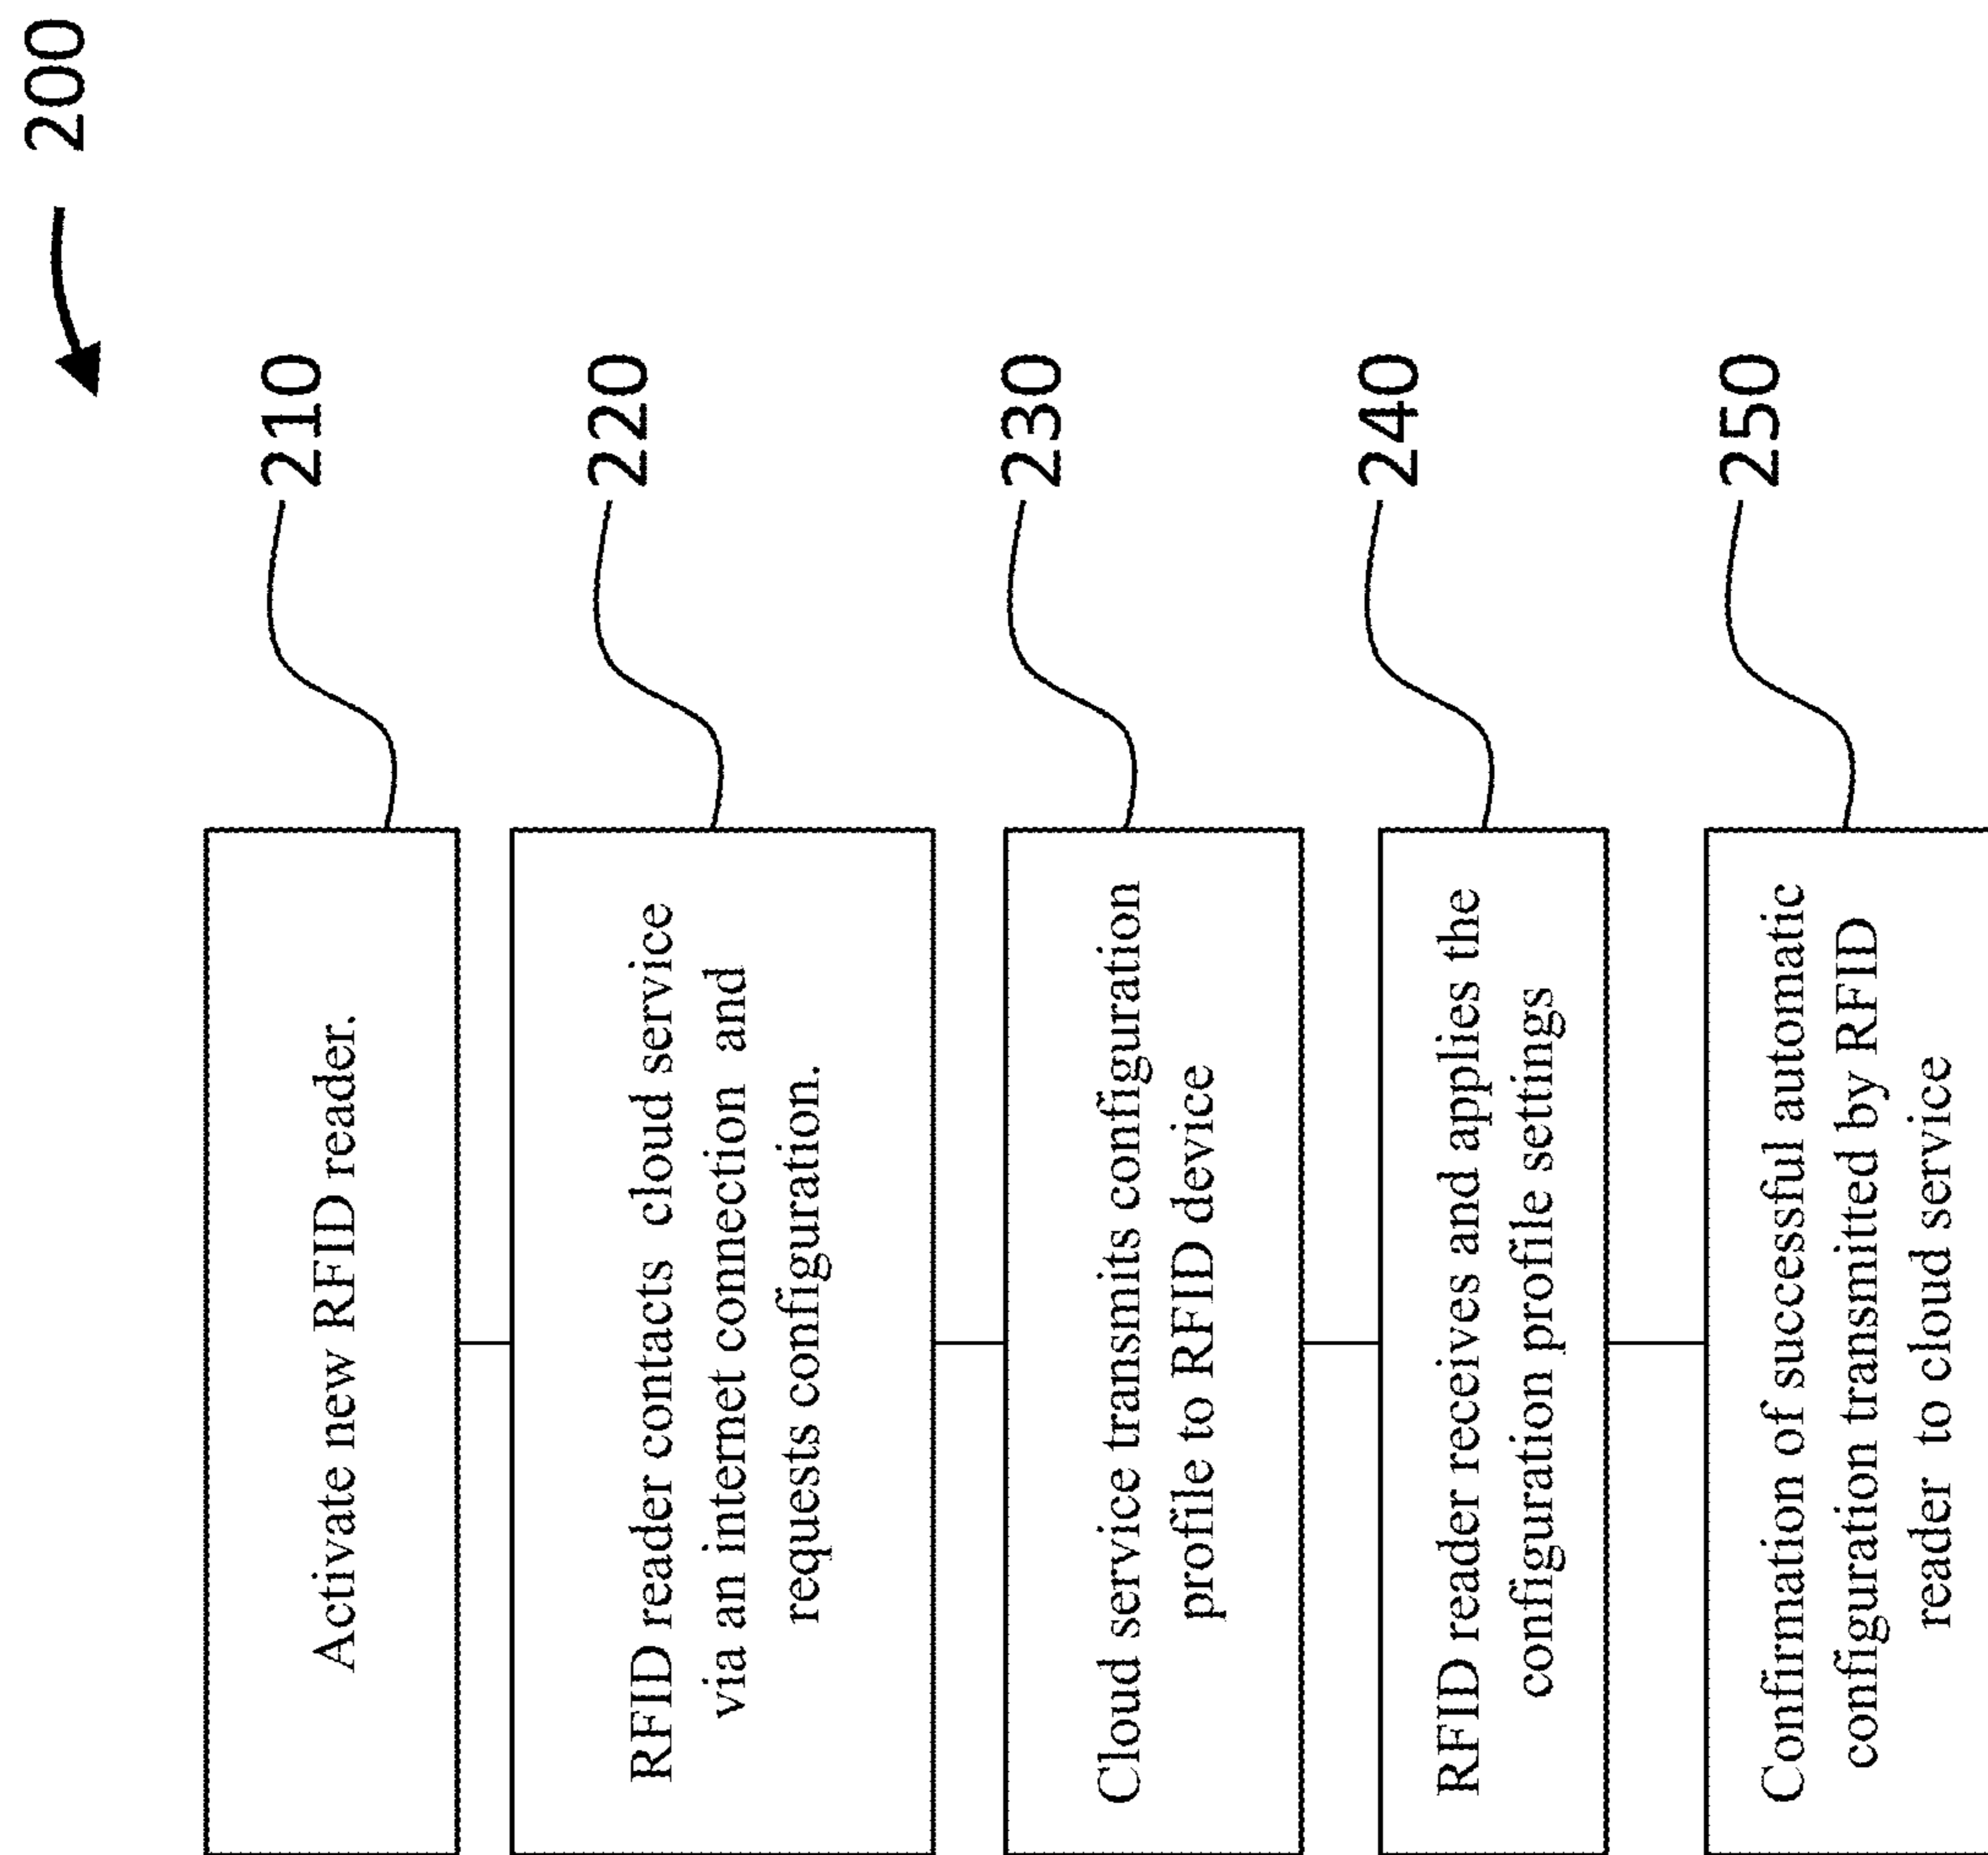 200
Activate new RFID reader.
210
RFID reader contacts cloud service
via an internet connection and
requests configuration.
220
Cloud service transmits configuration
profile to RFID device
230
RFID reader receives and applies the
configuration profile settings
240
Confirmation of successful automatic
configuration transmitted by RFID
reader to cloud service
250